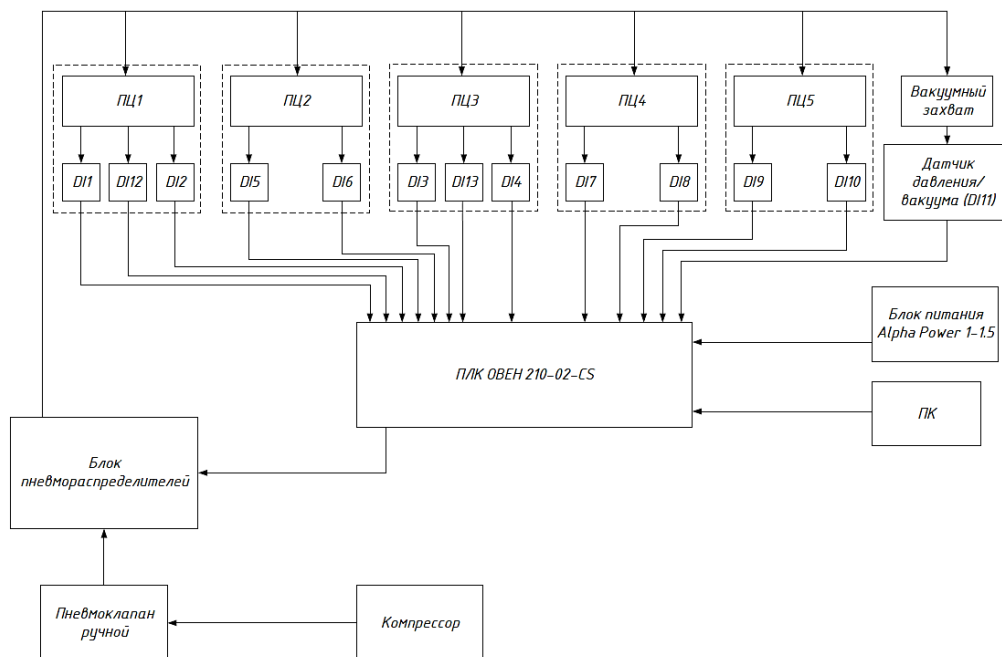 ПЦ1
ПЦ2
ПЦ3
ПЦ4
ПЦ5
Вакуумный
захват
DI1
DI12
DI2
DI5
DI6
DI3
DI13
DI4
DI7
DI8
DI9
DI10
Датчик
давления/
вакуума (DI11)
Блок питания
Alpha Power 1-1.5
ПЛК ОВЕН 210-02-CS
ПК
Блок
пневмораспределителей
Пневмоклапан
ручной
Компрессор